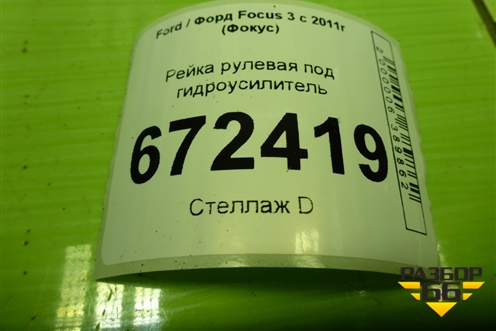 Ford / Форд Focus 3 с 2011г
(Фокус)
Рейка рулевая под
гидроусилитель
672419
Стеллаж D
РАЗБОР
66